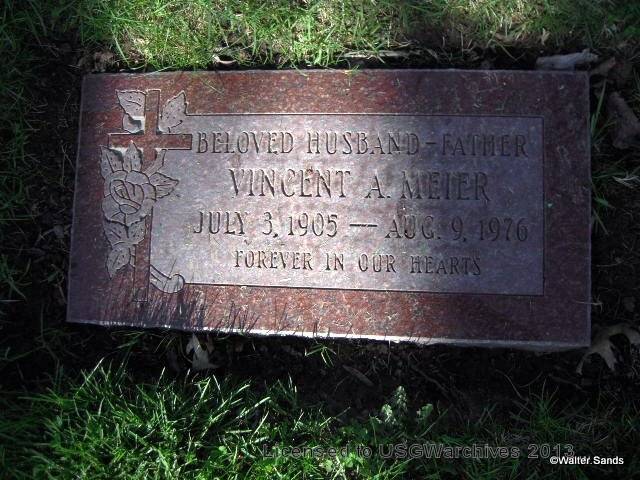 BELOVED HUSBAND - FATHER
VINCENT A. MEIER
JULY 3, 1905 — AUG. 9, 1976
FOREVER IN OUR HEARTS
Licensed to USGWarchives 2013
©Walter.Sands